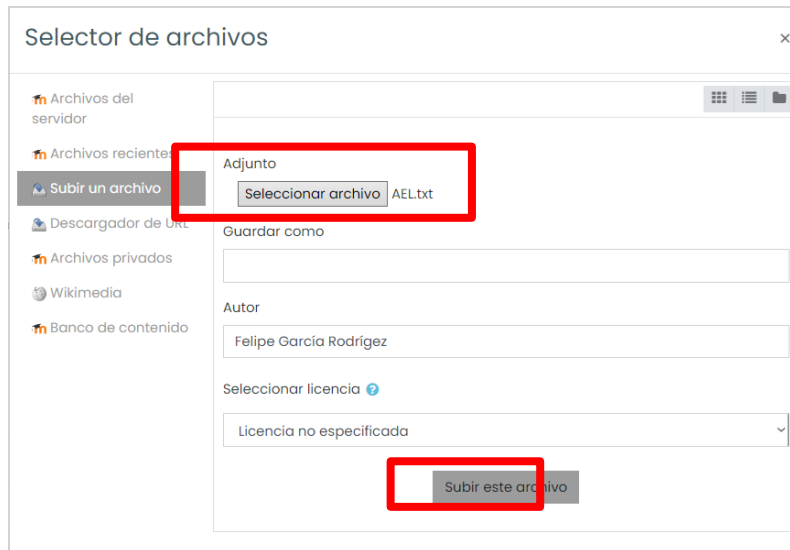 Selector de archivos
×
Archivos del
servidor
Archivos recientes
Subir un archivo
Descargador de URL
Archivos privados
Wikimedia
Banco de contenido
Adjunto
Seleccionar archivo AEL.txt
Guardar como
Autor
Felipe García Rodrígez
Seleccionar licencia ?
Licencia no especificada
Subir este archivo